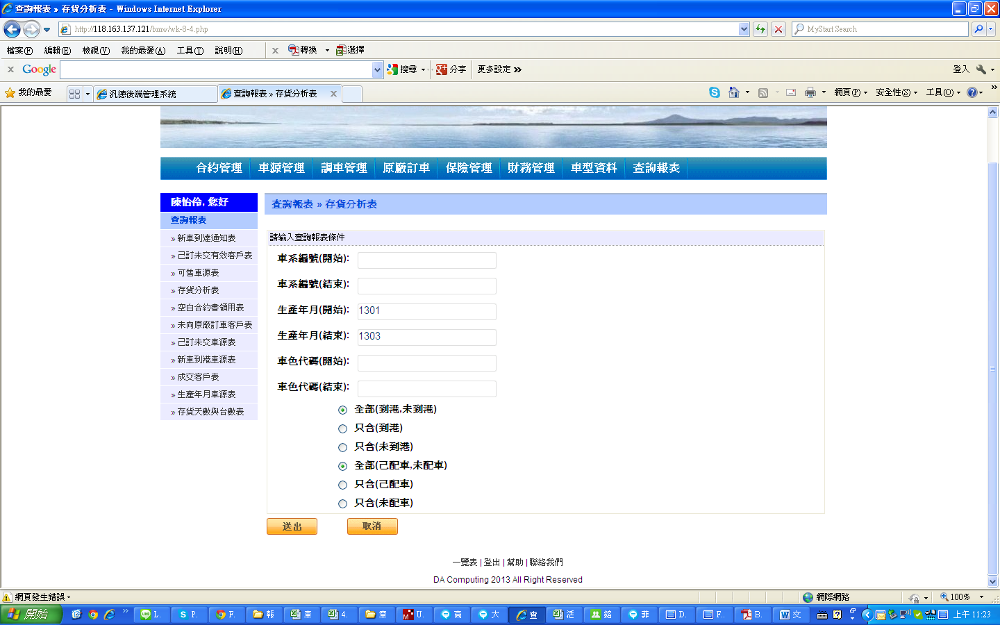 查詢報表 » 存貨分析表 - Windows Internet Explorer
http://118.163.137.121/bmw/wk-8-4.php
MyStart Search
檔案(F) 編輯(E) 檢視(V) 我的最愛(A) 工具(T) 說明(H) x 轉換 選擇
x Google 搜尋 分享 更多設定 » 登入
我的最愛 汎德後端管理系統 查詢報表 » 存貨分析表 網頁(P) 安全性(S) 工具(O)
合約管理 車源管理 調車管理 原廠訂車 保險管理 財務管理 車型資料 查詢報表
陳怡伶, 您好
查詢報表
» 新車到達通知表
» 己訂未交有效客戶表
» 可售車源表
» 存貨分析表
» 空白合約書領用表
» 未向原廠訂車客戶表
» 己訂未交車源表
» 新車到港車源表
» 成交客戶表
» 生產年月車源表
» 存貨天數與台數表
查詢報表 » 存貨分析表
請輸入查詢報表條件
車系編號(開始):
車系編號(結束):
生產年月(開始): 1301
生產年月(結束): 1303
車色代碼(開始):
車色代碼(結束):
全部(到港,未到港)
只含(到港)
只含(未到港)
全部(己配車,未配車)
只含(己配車)
只含(未配車)
送出 取消
一覽表 | 登出 | 幫助 | 聯絡我們
DA Computing 2013 All Right Reserved
網頁發生錯誤。 網際網路 100%
開始 L. P. F. 報 車 4. 章 U. 高 大 查 活 鎔 菲 D. F.. B. 文 上午 11:23